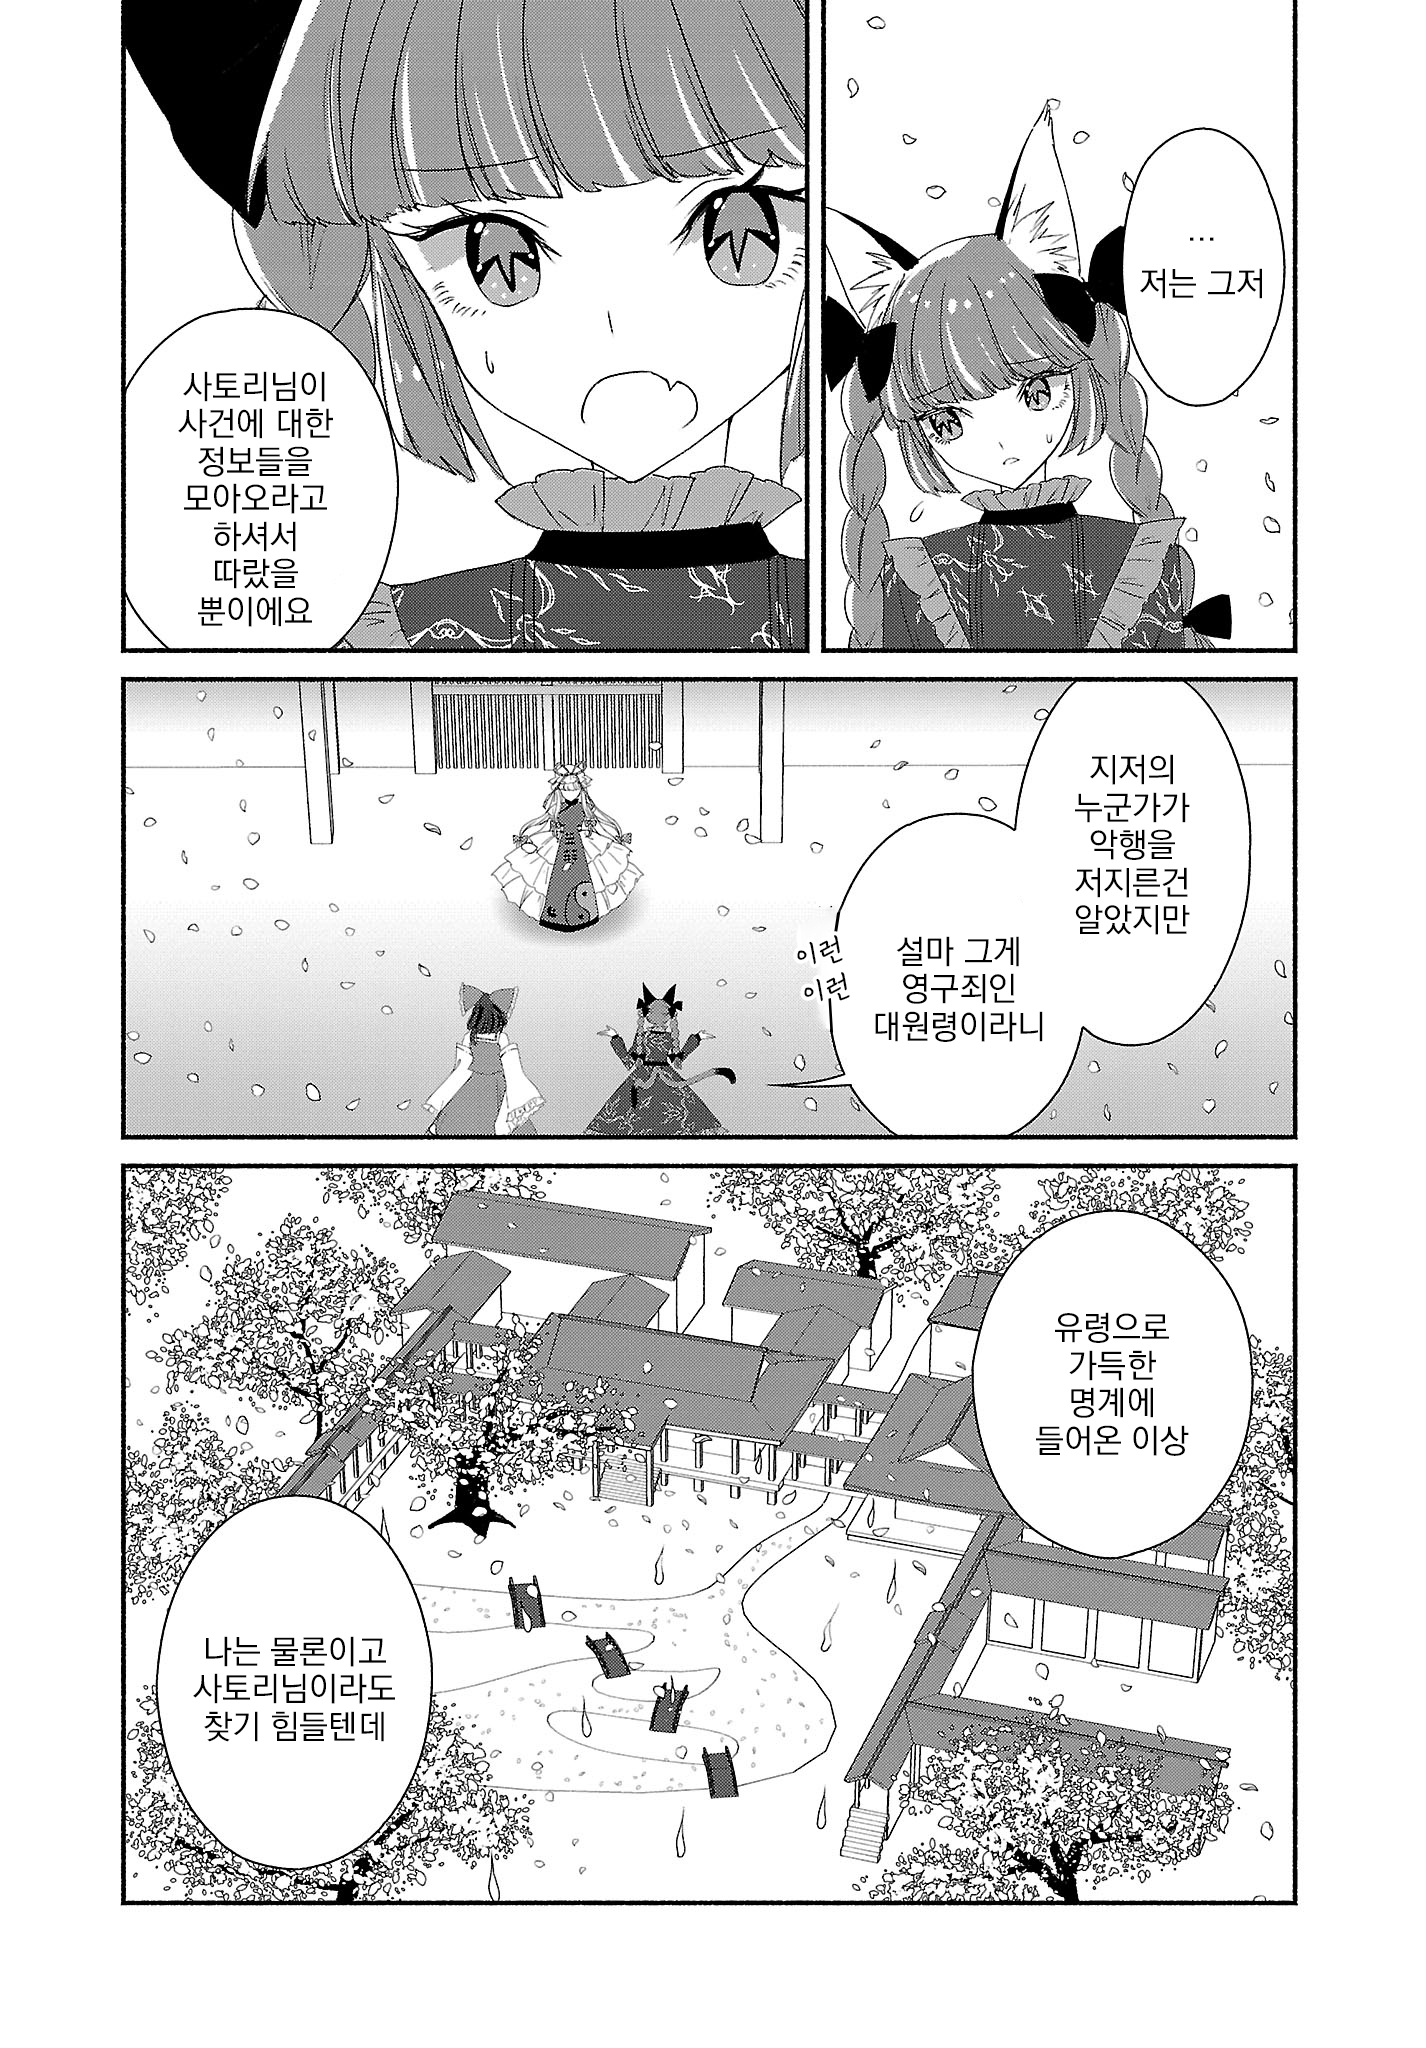 …
저는 그저
사토리님이
사건에 대한
정보들을
모아오라고
하셔서
따랐을
뿐이에요
지저의
누군가가
악행을
저지른건
알았지만
설마 그게
영구죄인
대원령이라니
이런
이런
유령으로
가득한
명계에
들어온 이상
나는 물론이고
사토리님이라도
찾기 힘들텐데